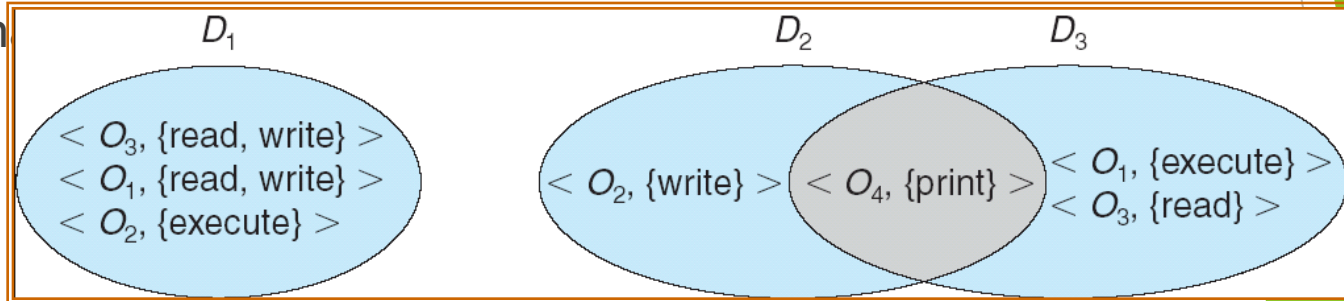 D₁
D₂
D₃
< O₃, {read, write} >
< O₁, {read, write} >
< O₂, {execute} >
< O₂, {write} >
< O₄, {print} >
< O₁, {execute} >
< O₃, {read} >